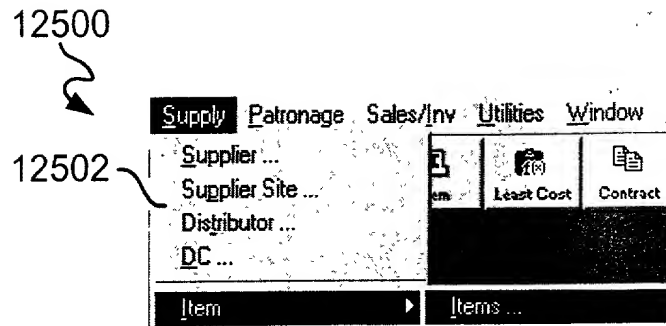 12500
Supply Patronage Sales/Inv Utilities Window
12502
Supplier ...
Supplier Site ...
Distributor ...
DC ...
Least Cost Contract
Item Items ...